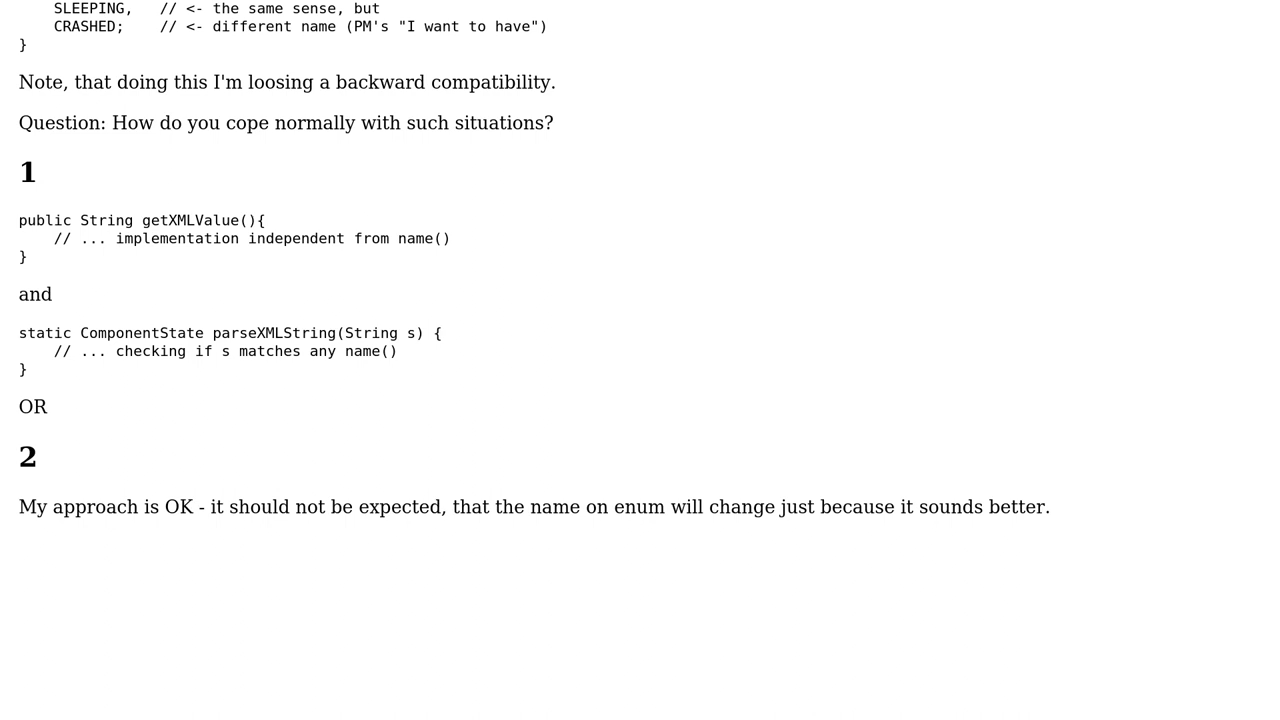 SLEEPING,   // <- the same sense, but
    CRASHED;    // <- different name (PM's "I want to have")
}
Note, that doing this I'm loosing a backward compatibility.
Question: How do you cope normally with such situations?
1
public String getXMLValue(){
    // ... implementation independent from name()
}
and
static ComponentState parseXMLString(String s) {
    // ... checking if s matches any name()
}
OR
2
My approach is OK - it should not be expected, that the name on enum will change just because it sounds better.